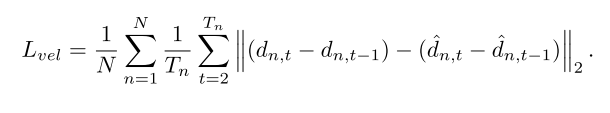 $L_{vel} = \frac{1}{N} \sum_{n=1}^{N} \frac{1}{T_n} \sum_{t=2}^{T_n} \left\| (d_{n,t} - d_{n,t-1}) - (\hat{d}_{n,t} - \hat{d}_{n,t-1}) \right\|_2 .$